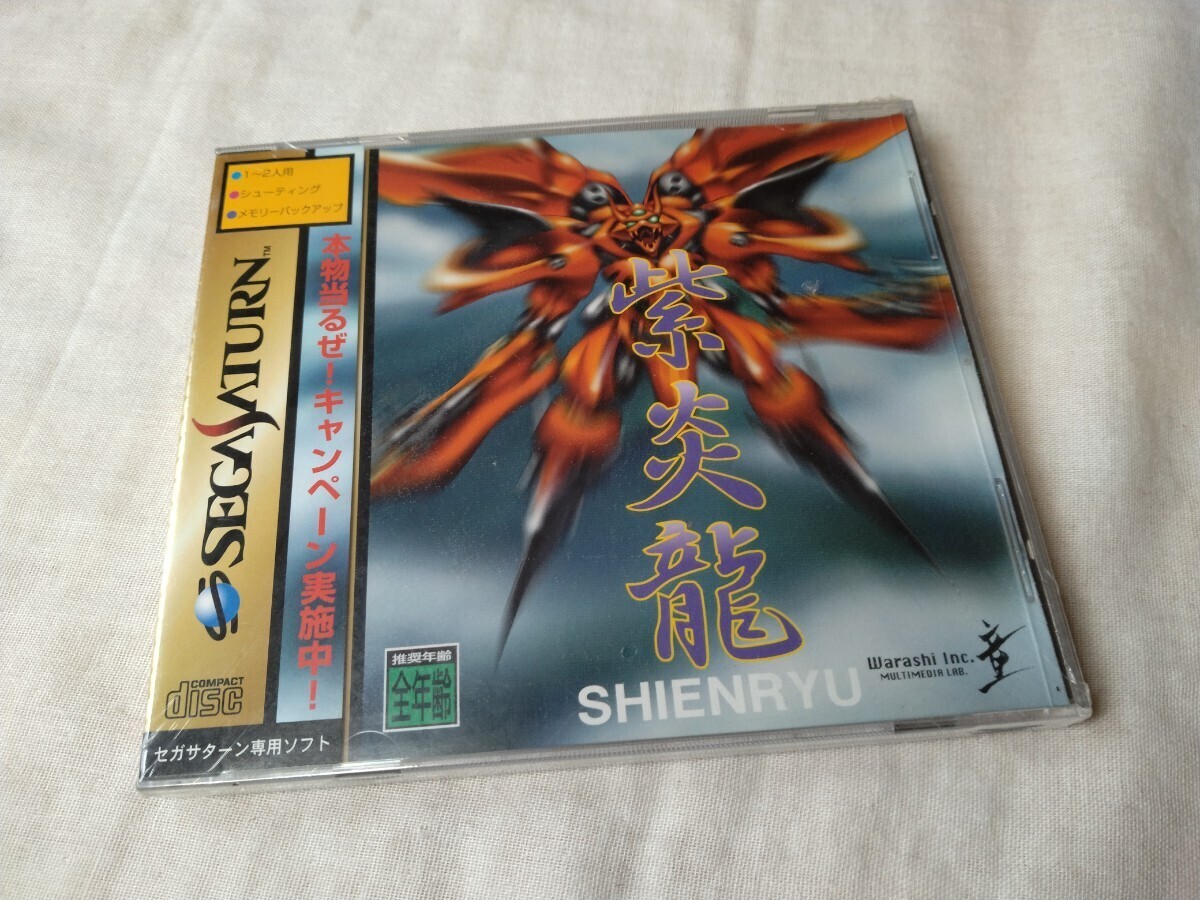 1～2人用
シューティング
メモリーバックアップ
SEGA SATURN™
本物当るぜ！キャンペーン実施中！
COMPACT
disc
セガサターン専用ソフト
紫炎龍
SHIENRYU
推奨年齢
全年齢
Warashi Inc.
MULTIMEDIA LAB.
童